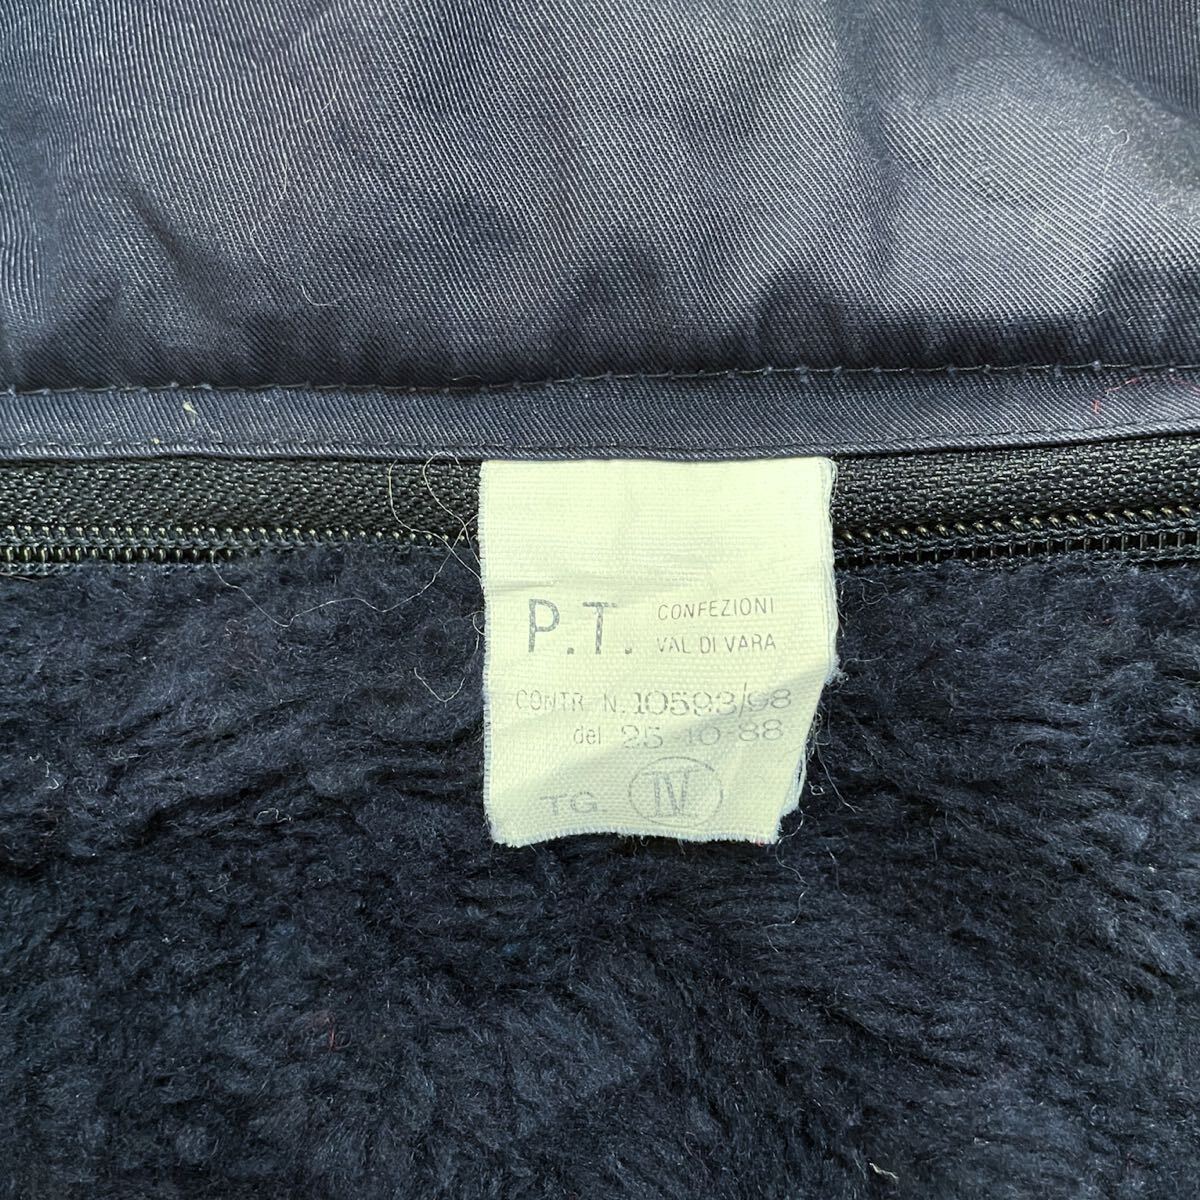 P.T. CONFEZIONI
VAL DI VARA
CONTR. N. 10593/98
del 25-10-88
TG. IV